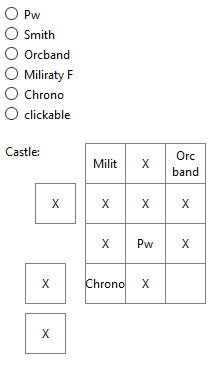 Pw
Smith
Orcband
Miliraty F
Chrono
clickable
Castle:
Milit X Orc
band
X X X X
X Pw X
X Chrono X
X